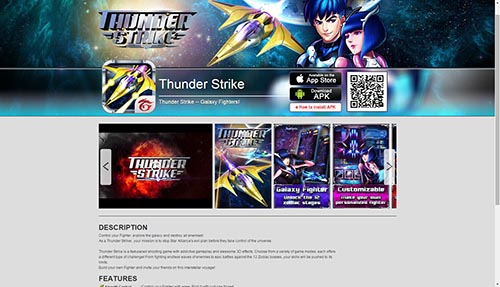 THUNDER
STRIKE
Thunder Strike
Thunder Strike -- Galaxy Fighters!
Available on the
App Store
Download
APK
How to install APK
THUNDER
STRIKE
THUNDER
STRIKE
Galaxy Fighter
Unlock the
12 zodiac stages
Customizable
make your own
personalized fighter
DESCRIPTION
Control your Fighter, explore the galaxy and destroy all enemies!
As a Thunder Striker, your mission is to stop Star Alliance's evil plan before they take control of the universe.
Thunder Strike is a fast-paced shooting game with addictive gameplay and awesome 3D effects. Choose from a variety of game modes, each offers
a different type of challenge! From fighting endless waves of enemies to epic battles against the 12 Zodiac bosses, your skills will be pushed to its
limits.
Build your own Fighter and invite your friends on this interstellar voyage!
FEATURES